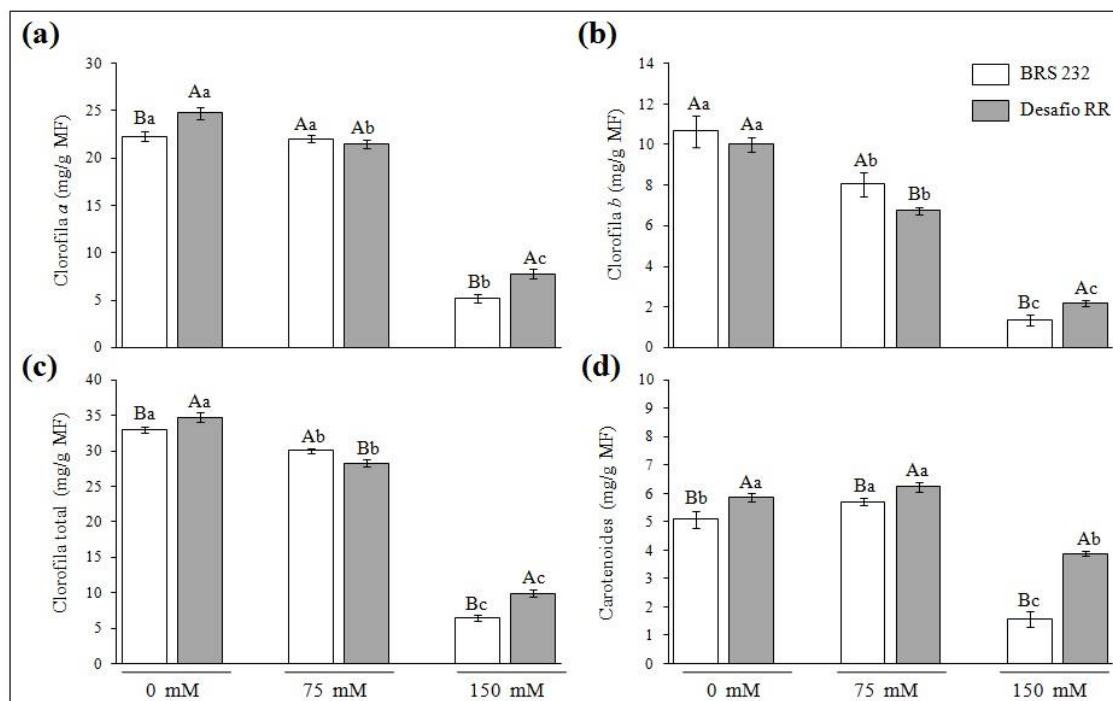 (a)
Clorofila a (mg/g MF)
30
25
20
15
10
5
0
Ba
Aa
Aa
Ab
Bb
Ac
(b)
Clorofila b (mg/g MF)
14
12
10
8
6
4
2
0
Aa
Aa
Ab
Bb
Bc
Ac
BRS 232
Desafio RR
(c)
Clorofila total (mg/g MF)
40
35
30
25
20
15
10
5
0
Ba
Aa
Ab
Bb
Bc
Ac
0 mM
75 mM
150 mM
(d)
Carotenoides (mg/g MF)
10
9
8
7
6
5
4
3
2
1
0
Bb
Aa
Ba
Aa
Bc
Ab
0 mM
75 mM
150 mM